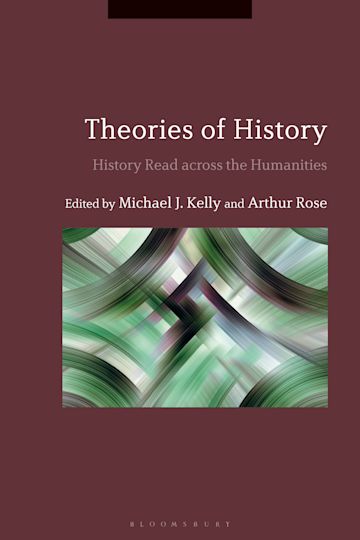 Theories of History
History Read across the Humanities
Edited by Michael J. Kelly and Arthur Rose
BLOOMSBURY